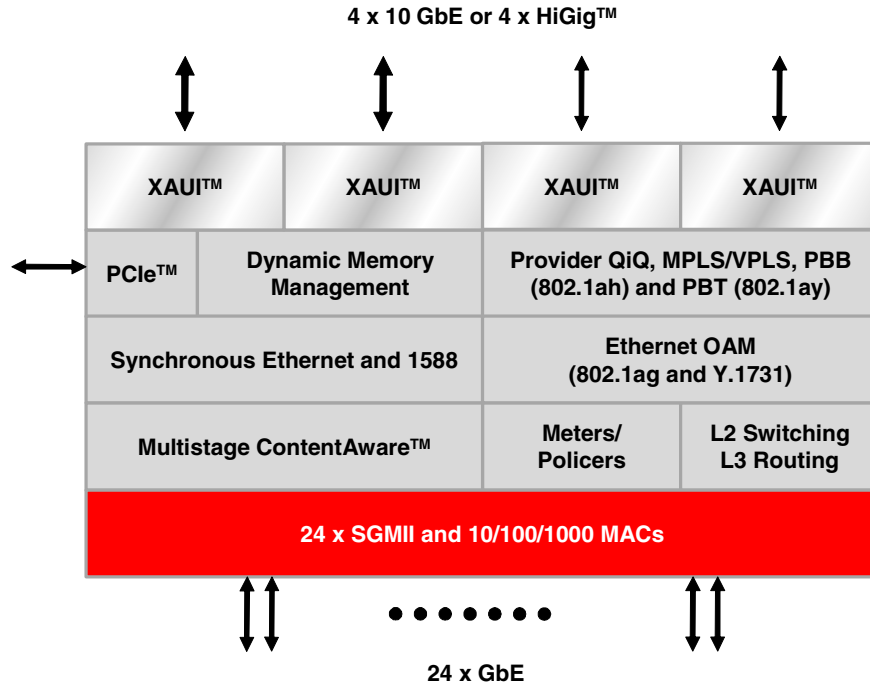 4 x 10 GbE or 4 x HiGig™
XAUI™
XAUI™
XAUI™
XAUI™
PCIe™
Dynamic Memory
Management
Provider QiQ, MPLS/VPLS, PBB
(802.1ah) and PBT (802.1ay)
Synchronous Ethernet and 1588
Ethernet OAM
(802.1ag and Y.1731)
Multistage ContentAware™
Meters/
Policers
L2 Switching
L3 Routing
24 x SGMII and 10/100/1000 MACs
24 x GbE